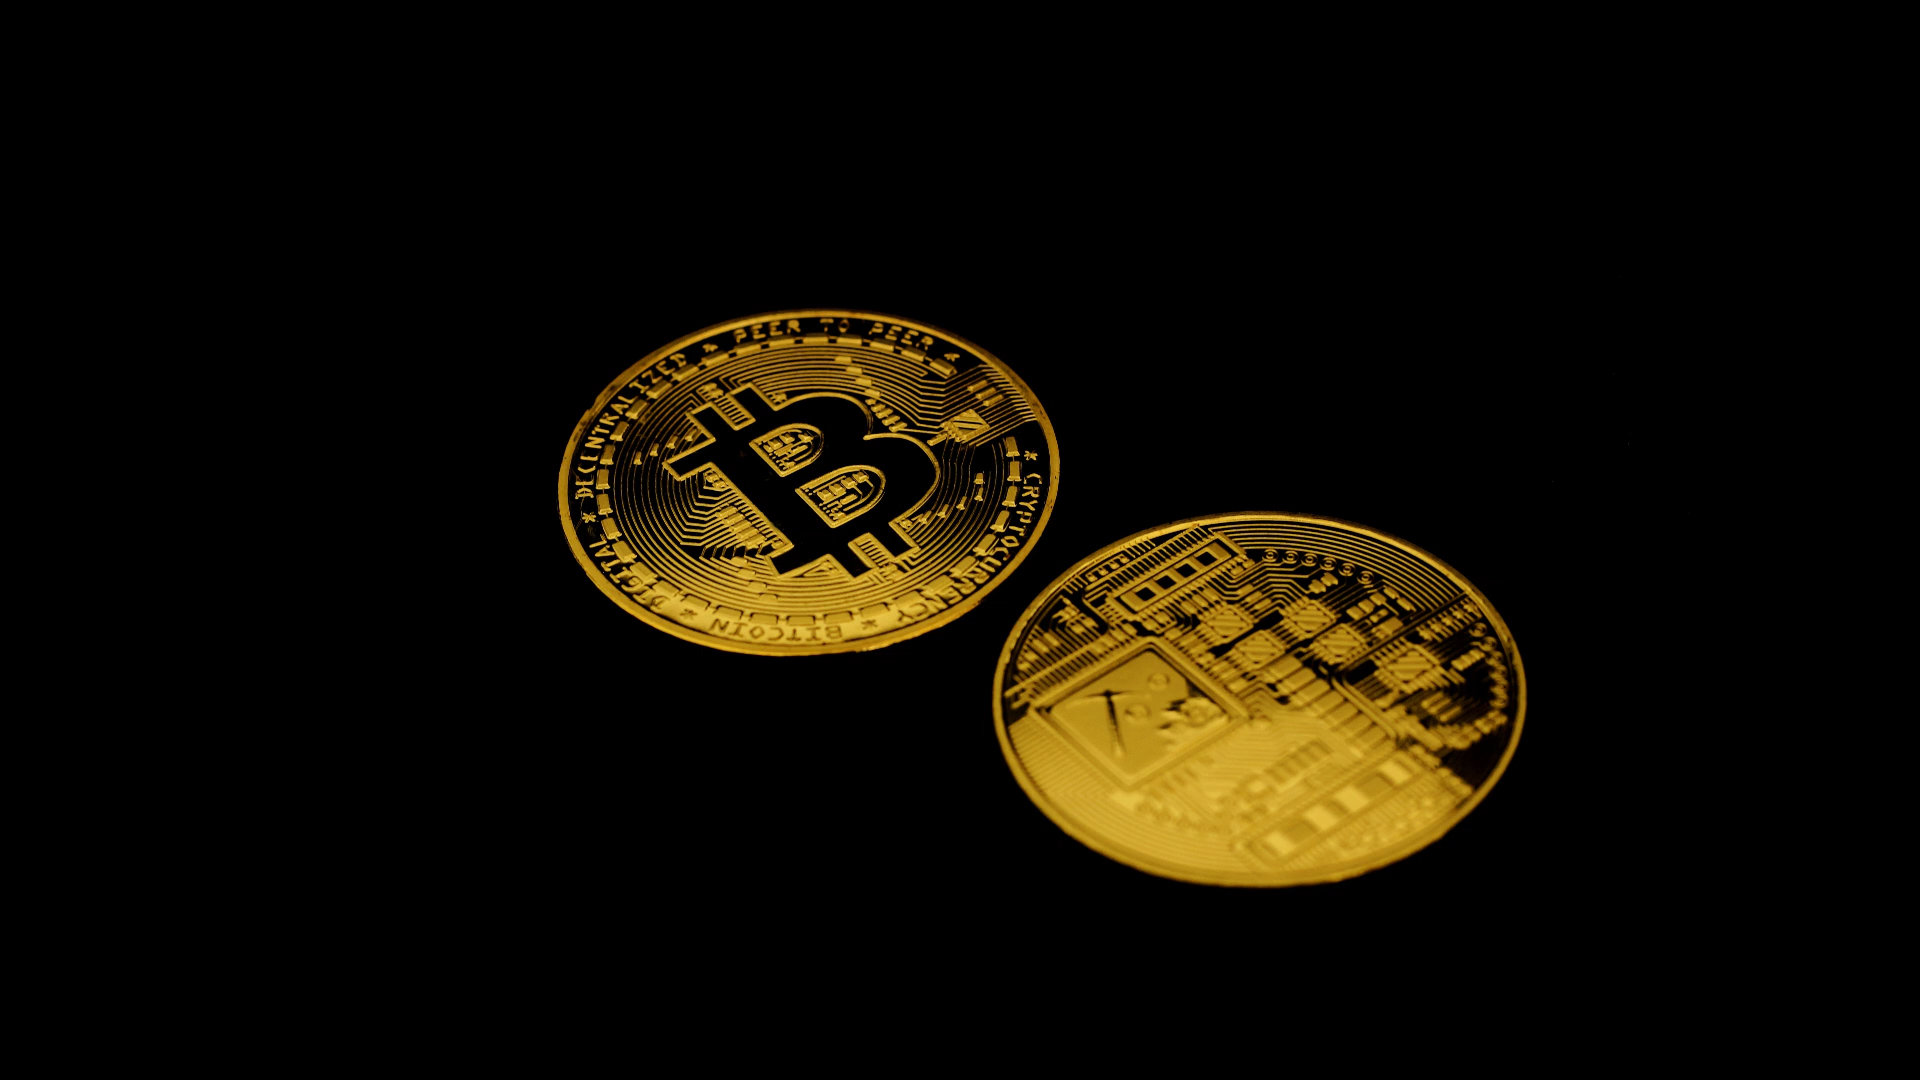 * DECENTRALIZED * PEER TO PEER *
* CRYPTOCURRENCY * BITCOIN * DIGITAL